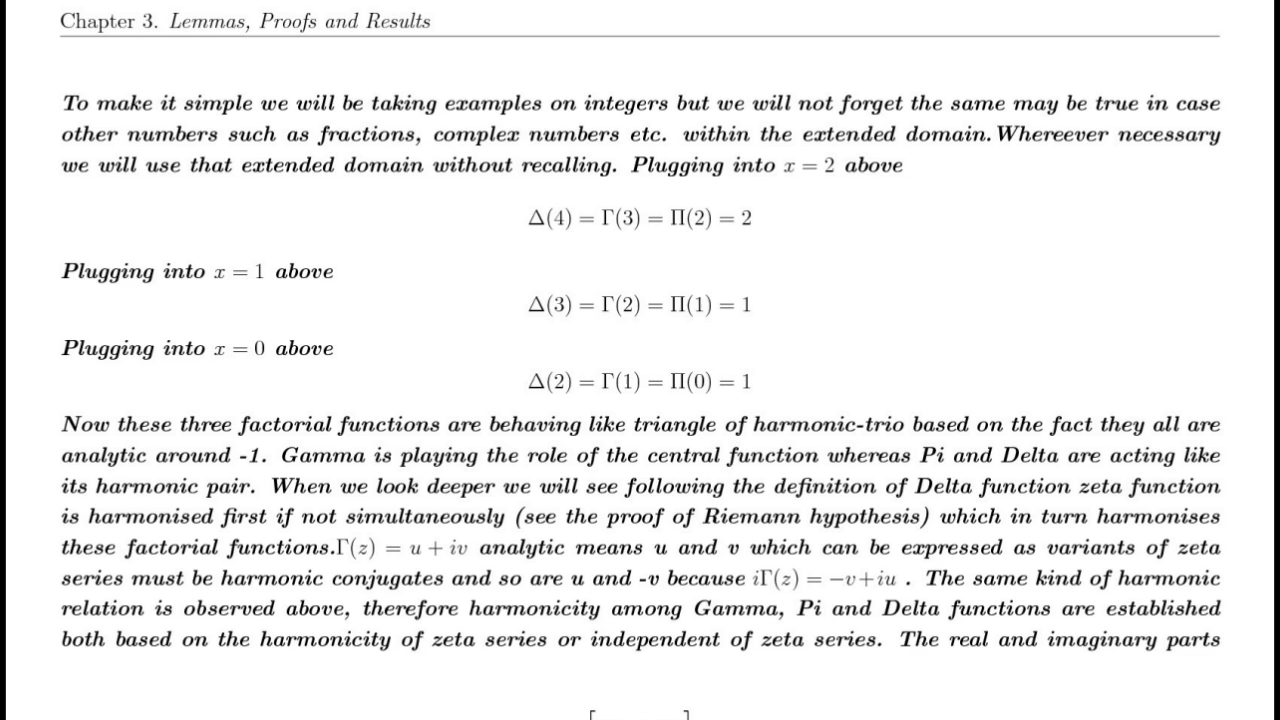 Chapter 3. Lemmas, Proofs and Results
To make it simple we will be taking examples on integers but we will not forget the same may be true in case
other numbers such as fractions, complex numbers etc. within the extended domain. Whereever necessary
we will use that extended domain without recalling. Plugging into x = 2 above
Δ(4) = Γ(3) = Π(2) = 2
Plugging into x = 1 above
Δ(3) = Γ(2) = Π(1) = 1
Plugging into x = 0 above
Δ(2) = Γ(1) = Π(0) = 1
Now these three factorial functions are behaving like triangle of harmonic-trio based on the fact they all are
analytic around -1. Gamma is playing the role of the central function whereas Pi and Delta are acting like
its harmonic pair. When we look deeper we will see following the definition of Delta function zeta function
is harmonised first if not simultaneously (see the proof of Riemann hypothesis) which in turn harmonises
these factorial functions.Γ(z) = u + iv analytic means u and v which can be expressed as variants of zeta
series must be harmonic conjugates and so are u and -v because iΓ(z) = −v+iu . The same kind of harmonic
relation is observed above, therefore harmonicity among Gamma, Pi and Delta functions are established
both based on the harmonicity of zeta series or independent of zeta series. The real and imaginary parts